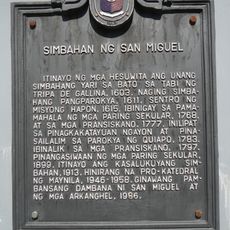 SIMBAHAN NG SAN MIGUEL
ITINAYO NG MGA HESUWITA ANG UNANG
SIMBAHANG YARI SA BATO SA TABI NG
TRIPA DE GALLINA, 1603. NAGING SIMBA
HANG PANGPAROKYA, 1611. SENTRO NG
MISYONG HAPON, 1615. IBINIGAY SA PAMA
MAHALA NG MGA PARING SEKULAR, 1768,
AT SA MGA PRANSISKANO, 1777. INILIPAT
SA PINAGKAKATAYUAN NGAYON AT PINA
SAILALIM SA PAROKYA NG QUIAPO, 1783.
IBINALIK SA MGA PRANSISKANO, 1797.
PINANGASIWAAN NG MGA PARING SEKULAR,
1899. ITINAYO ANG KASALUKUYANG SIM-
BAHAN, 1913. HINIRANG NA PRO-KATEDRAL
NG MAYNILA, 1946-1958. GINAWANG PAM-
BANSANG DAMBANA NI SAN MIGUEL AT
NG MGA ARKANGHEL, 1986.